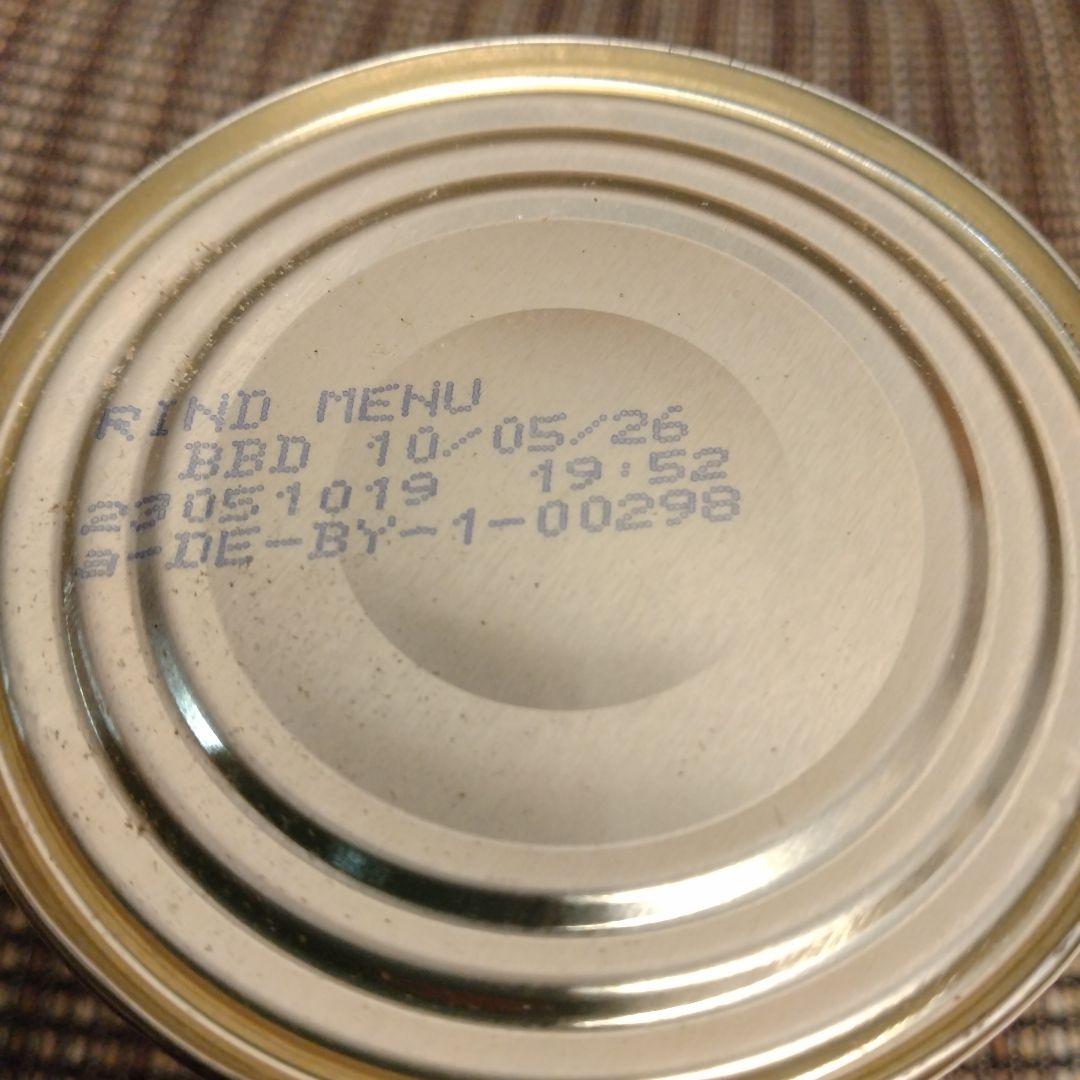 RIND MENU
BBD 10/05/26
23051019 19:52
-DE-BY-1-00298